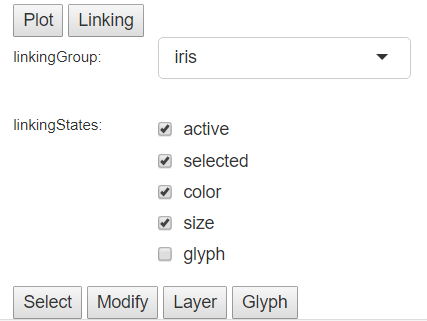 Plot Linking
linkingGroup: iris
linkingStates:
active
selected
color
size
glyph
Select Modify Layer Glyph